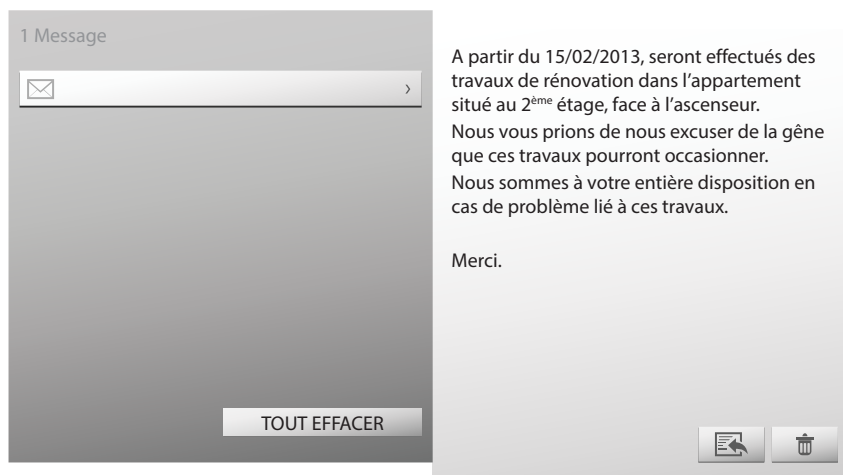 1 Message
TOUT EFFACER
A partir du 15/02/2013, seront effectués des
travaux de rénovation dans l’appartement
situé au 2ème étage, face à l’ascenseur.
Nous vous prions de nous excuser de la gêne
que ces travaux pourront occasionner.
Nous sommes à votre entière disposition en
cas de problème lié à ces travaux.
Merci.